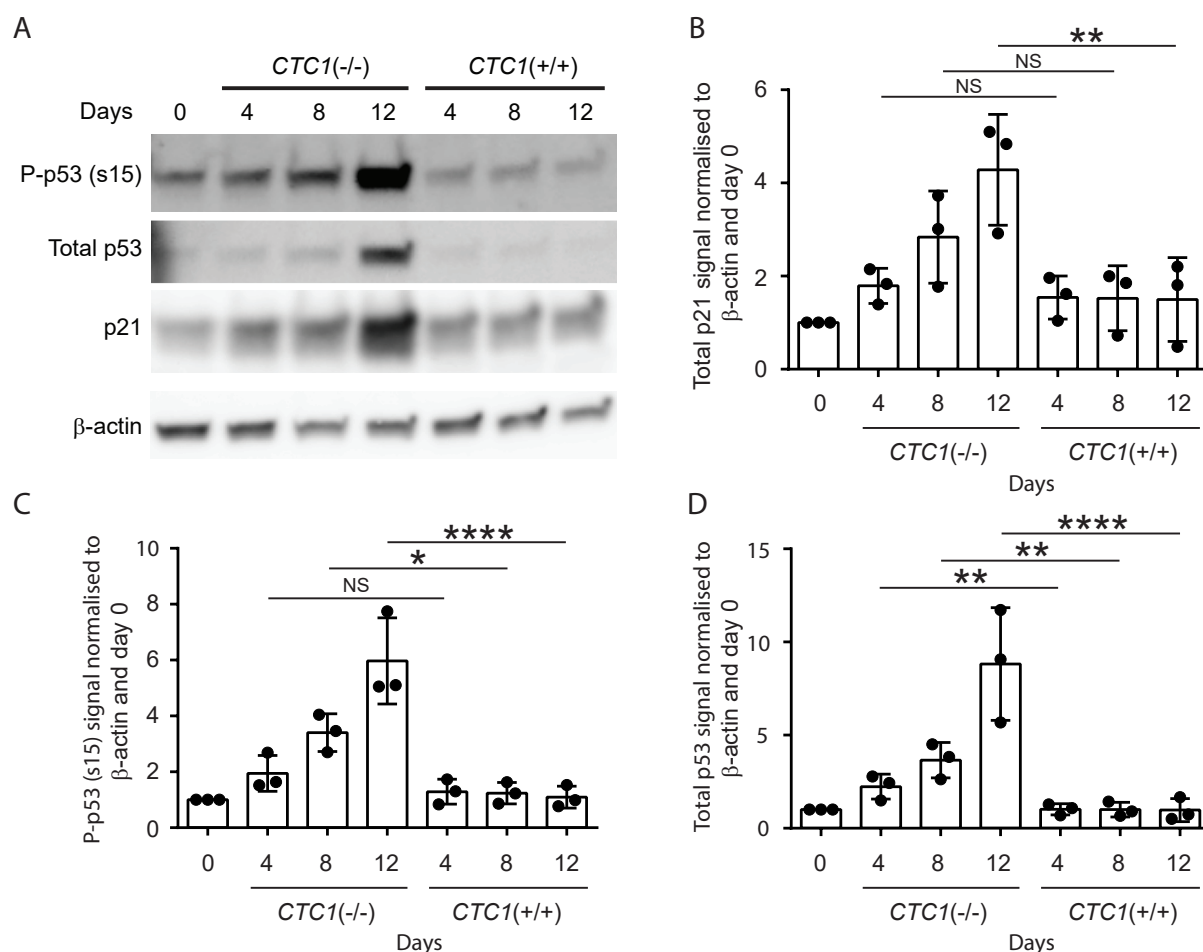 A
CTC1(-/-) CTC1(+/+)
Days 0 4 8 12 4 8 12
P-p53 (s15)
Total p53
p21
β-actin
B
**
NS
NS
Total p21 signal normalised to
β-actin and day 0
6
4
2
0
0 4 8 12 4 8 12
CTC1(-/-) CTC1(+/+)
Days
C
****
*
NS
P-p53 (s15) signal normalised to
β-actin and day 0
10
8
6
4
2
0
0 4 8 12 4 8 12
CTC1(-/-) CTC1(+/+)
Days
D
****
**
**
Total p53 signal normalised to
β-actin and day 0
15
10
5
0
0 4 8 12 4 8 12
CTC1(-/-) CTC1(+/+)
Days